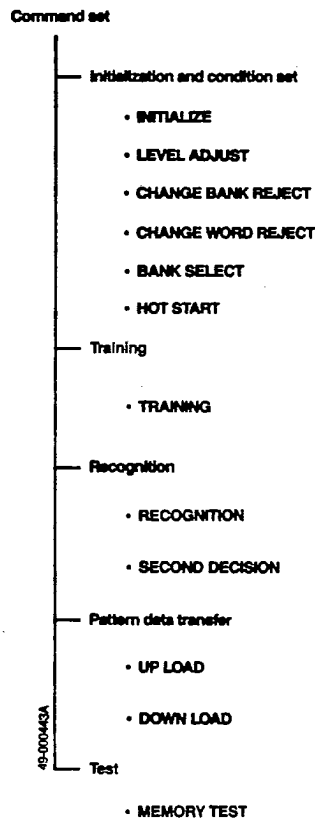 Command set
Initialization and condition set
• INITIALIZE
• LEVEL ADJUST
• CHANGE BANK REJECT
• CHANGE WORD REJECT
• BANK SELECT
• HOT START
Training
• TRAINING
Recognition
• RECOGNITION
• SECOND DECISION
Pattern data transfer
• UP LOAD
• DOWN LOAD
Test
• MEMORY TEST
49-000443A